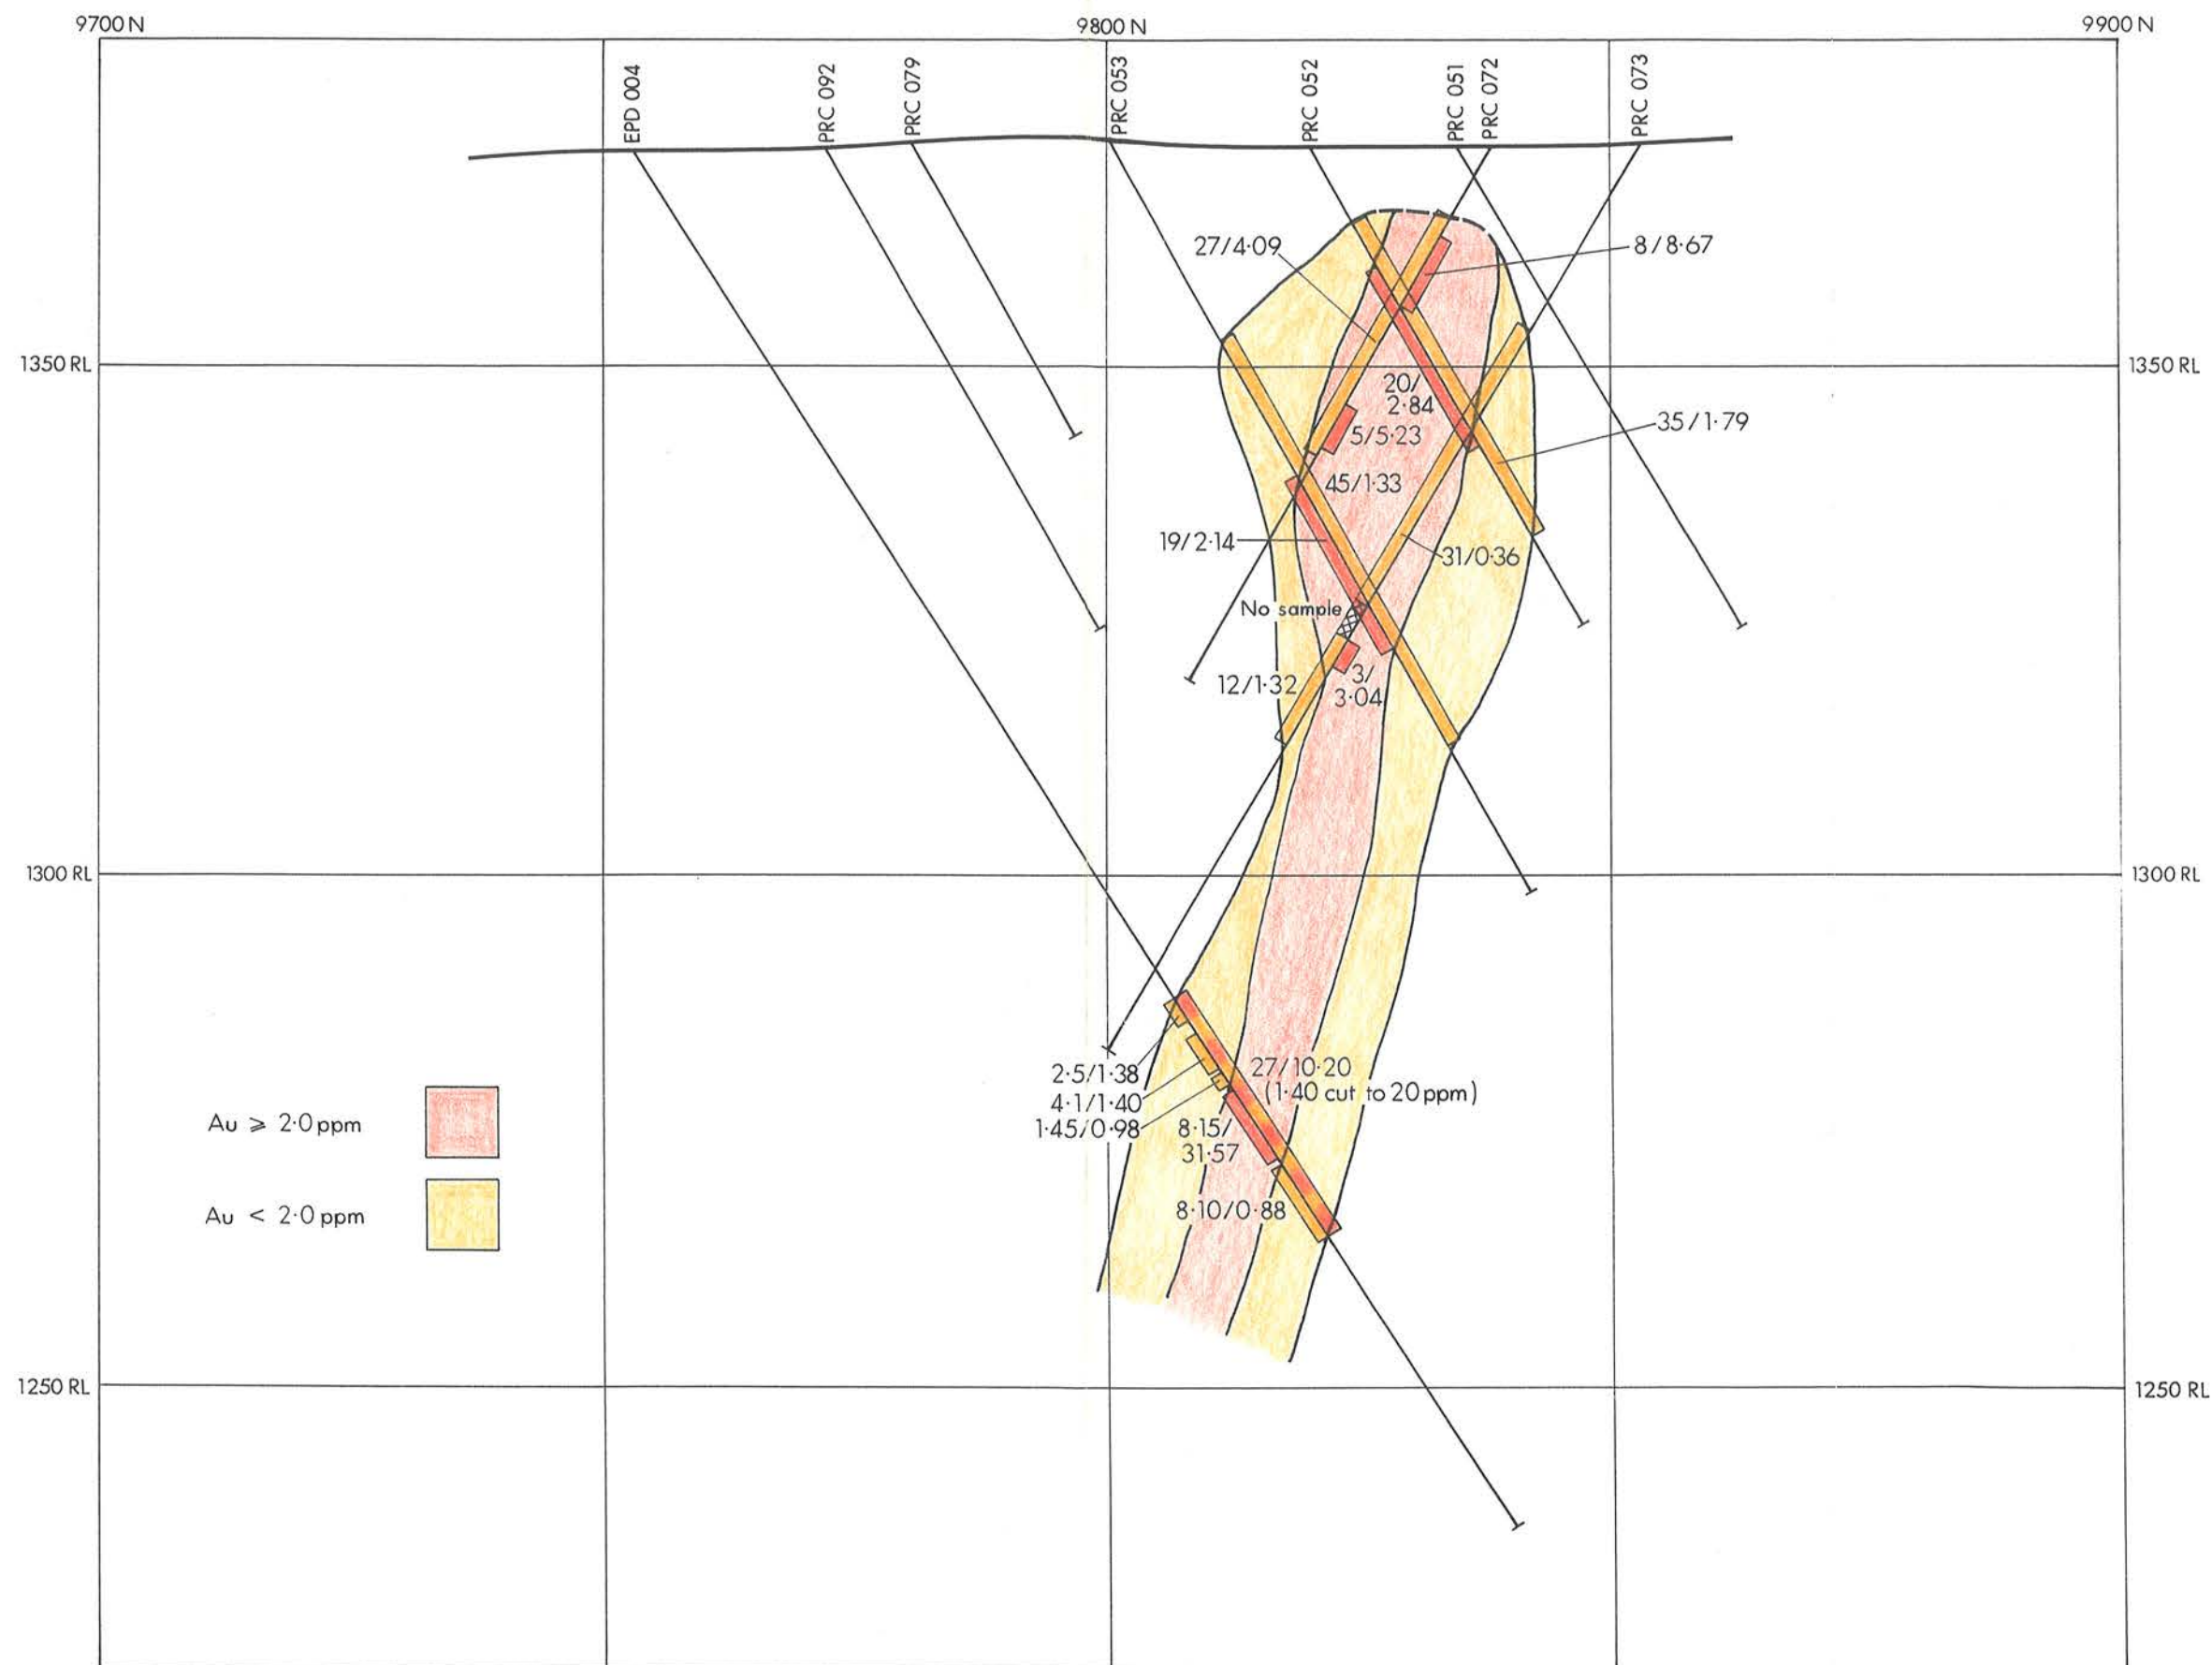 9700 N
9800 N
9900 N
EPD 004
PRC 092
PRC 079
PRC 053
PRC 052
PRC 051
PRC 072
PRC 073
27/4·09
8/8·67
1350 RL
1350 RL
20/
2·84
35/1·79
5/5·23
45/1·33
19/2·14
31/0·36
No sample
12/1·32
3/
3·04
1300 RL
1300 RL
2·5/1·38
27/10·20
(1·40 cut to 20 ppm)
4·1/1·40
1·45/0·98
8·15/
31·57
8·10/0·88
Au ⩾ 2·0 ppm
Au < 2·0 ppm
1250 RL
1250 RL